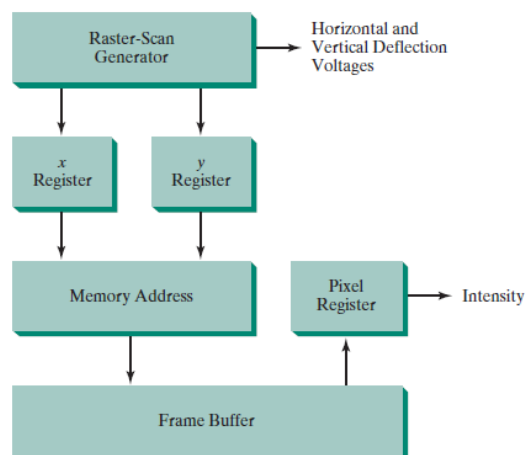 Raster-Scan
Generator
Horizontal and
Vertical Deflection
Voltages
x
Register
y
Register
Memory Address
Pixel
Register
Intensity
Frame Buffer